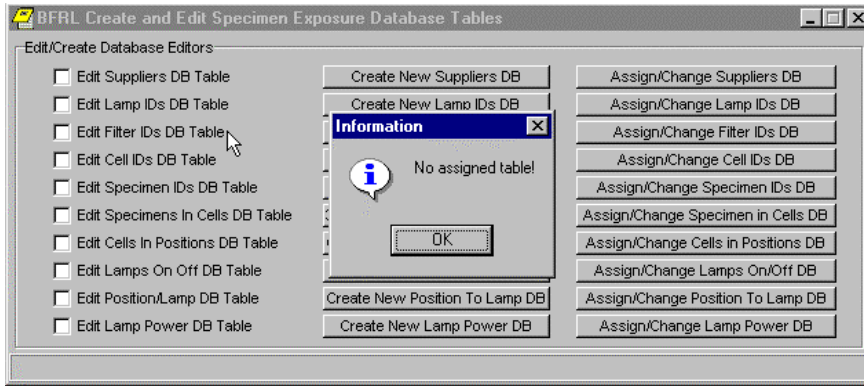 BFRL Create and Edit Specimen Exposure Database Tables
Edit/Create Database Editors
Edit Suppliers DB Table Create New Suppliers DB Assign/Change Suppliers DB
Edit Lamp IDs DB Table Create New Lamp IDs DB Assign/Change Lamp IDs DB
Edit Filter IDs DB Table Assign/Change Filter IDs DB
Edit Cell IDs DB Table Assign/Change Cell IDs DB
Edit Specimen IDs DB Table Assign/Change Specimen IDs DB
Edit Specimens In Cells DB Table Assign/Change Specimen in Cells DB
Edit Cells In Positions DB Table Assign/Change Cells in Positions DB
Edit Lamps On Off DB Table Assign/Change Lamps On/Off DB
Edit Position/Lamp DB Table Create New Position To Lamp DB Assign/Change Position To Lamp DB
Edit Lamp Power DB Table Create New Lamp Power DB Assign/Change Lamp Power DB
Information
No assigned table!
OK